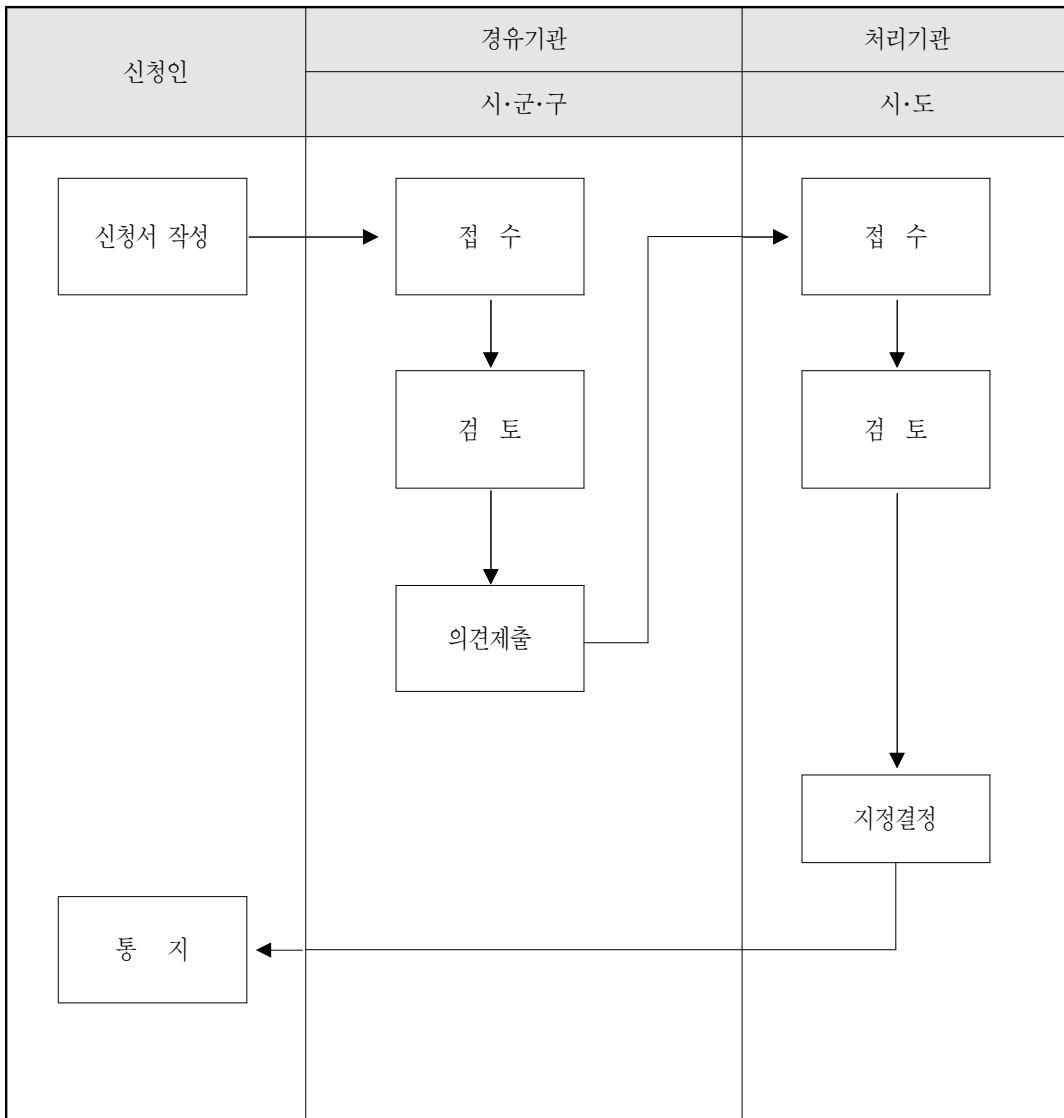 신청인
경유기관
처리기관
시·군·구
시·도
신청서 작성
접 수
접 수
검 토
검 토
의견제출
지정결정
통 지